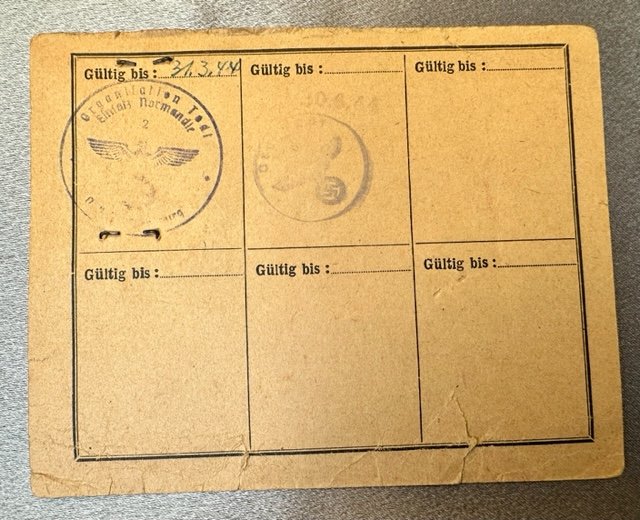 Gültig bis : 31.3.44
Gültig bis :
Gültig bis :
Organisation Todt
Einsatz Normandie
2
Gültig bis :
Gültig bis :
Gültig bis :